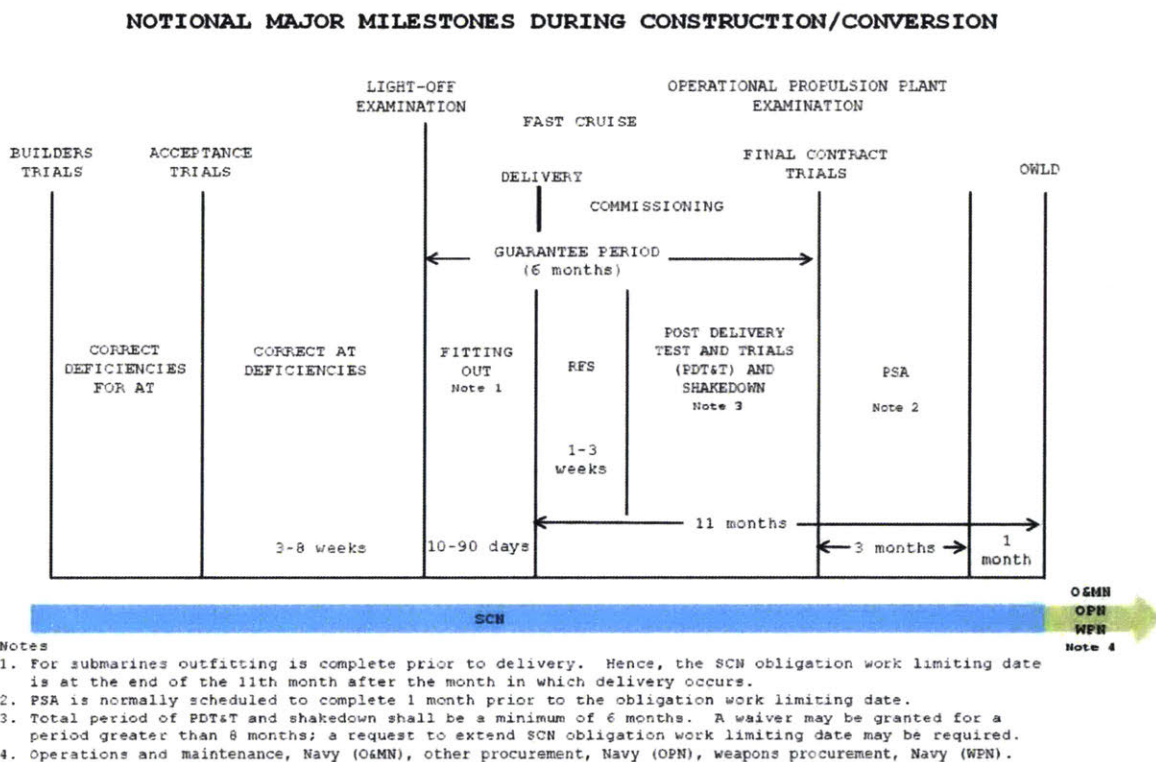 NOTIONAL MAJOR MILESTONES DURING CONSTRUCTION/CONVERSION
LIGHT-OFF
EXAMINATION
OPERATIONAL PROPULSION PLANT
EXAMINATION
FAST CRUISE
BUILDERS
TRIALS
ACCEPTANCE
TRIALS
FINAL CONTRACT
TRIALS
OWLD
DELIVERY
COMMISSIONING
GUARANTEE PERIOD
(6 months)
CORRECT
DEFICIENCIES
FOR AT
CORRECT AT
DEFICIENCIES
FITTING
OUT
Note 1
RFS
POST DELIVERY
TEST AND TRIALS
(PDT&T) AND
SHAKEDOWN
Note 3
PSA
Note 2
1-3
weeks
11 months
3-8 weeks
10-90 days
3 months
1
month
SCN
O&MN
OPN
WPN
Note 4
Notes
1. For submarines outfitting is complete prior to delivery. Hence, the SCN obligation work limiting date
is at the end of the 11th month after the month in which delivery occurs.
2. PSA is normally scheduled to complete 1 month prior to the obligation work limiting date.
3. Total period of PDT&T and shakedown shall be a minimum of 6 months. A waiver may be granted for a
period greater than 8 months; a request to extend SCN obligation work limiting date may be required.
4. Operations and maintenance, Navy (O&MN), other procurement, Navy (OPN), weapons procurement, Navy (WPN).